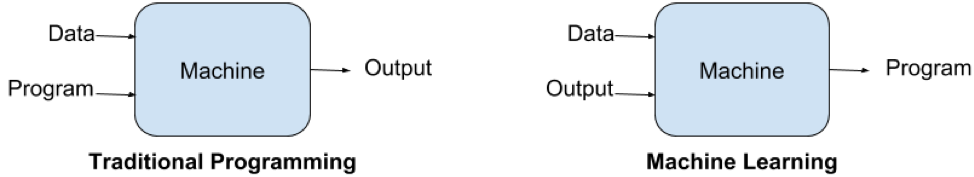 Data
Program
Machine
Output
Traditional Programming
Data
Output
Machine
Program
Machine Learning